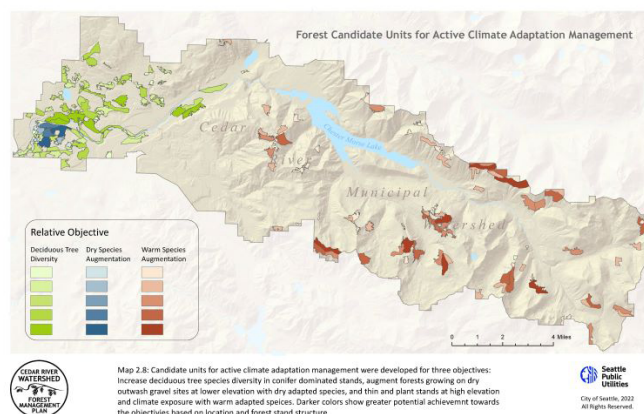 Forest Candidate Units for Active Climate Adaptation Management
Cedar
River
Chester Morse Lake
Municipal
Watershed
Relative Objective
Deciduous Tree Diversity
Dry Species Augmentation
Warm Species Augmentation
0 2 4 Miles
CEDAR RIVER
WATERSHED
FOREST
MANAGEMENT
PLAN
Map 2.8: Candidate units for active climate adaptation management were developed for three objectives:
Increase deciduous tree species diversity in conifer dominated stands, augment forests growing on dry
outwash gravel sites at lower elevation with dry adapted species, and thin and plant stands at high elevation
and climate exposure with warm adapted speices. Darker colors show greater potential achievement towards
the objectivies based on location and forest stand structure.
Seattle
Public
Utilities
City of Seattle, 2022
All Rights Reserved